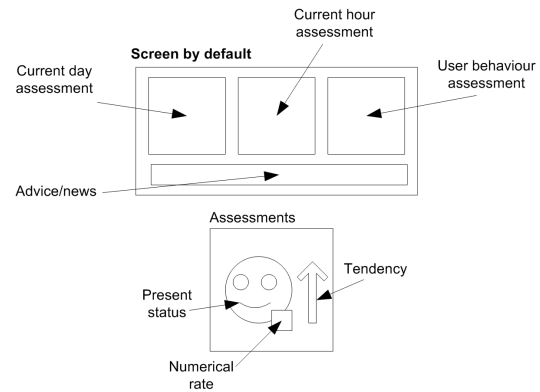 Current hour
assessment
Screen by default
Current day
assessment
User behaviour
assessment
Advice/news
Assessments
Tendency
Present
status
Numerical
rate